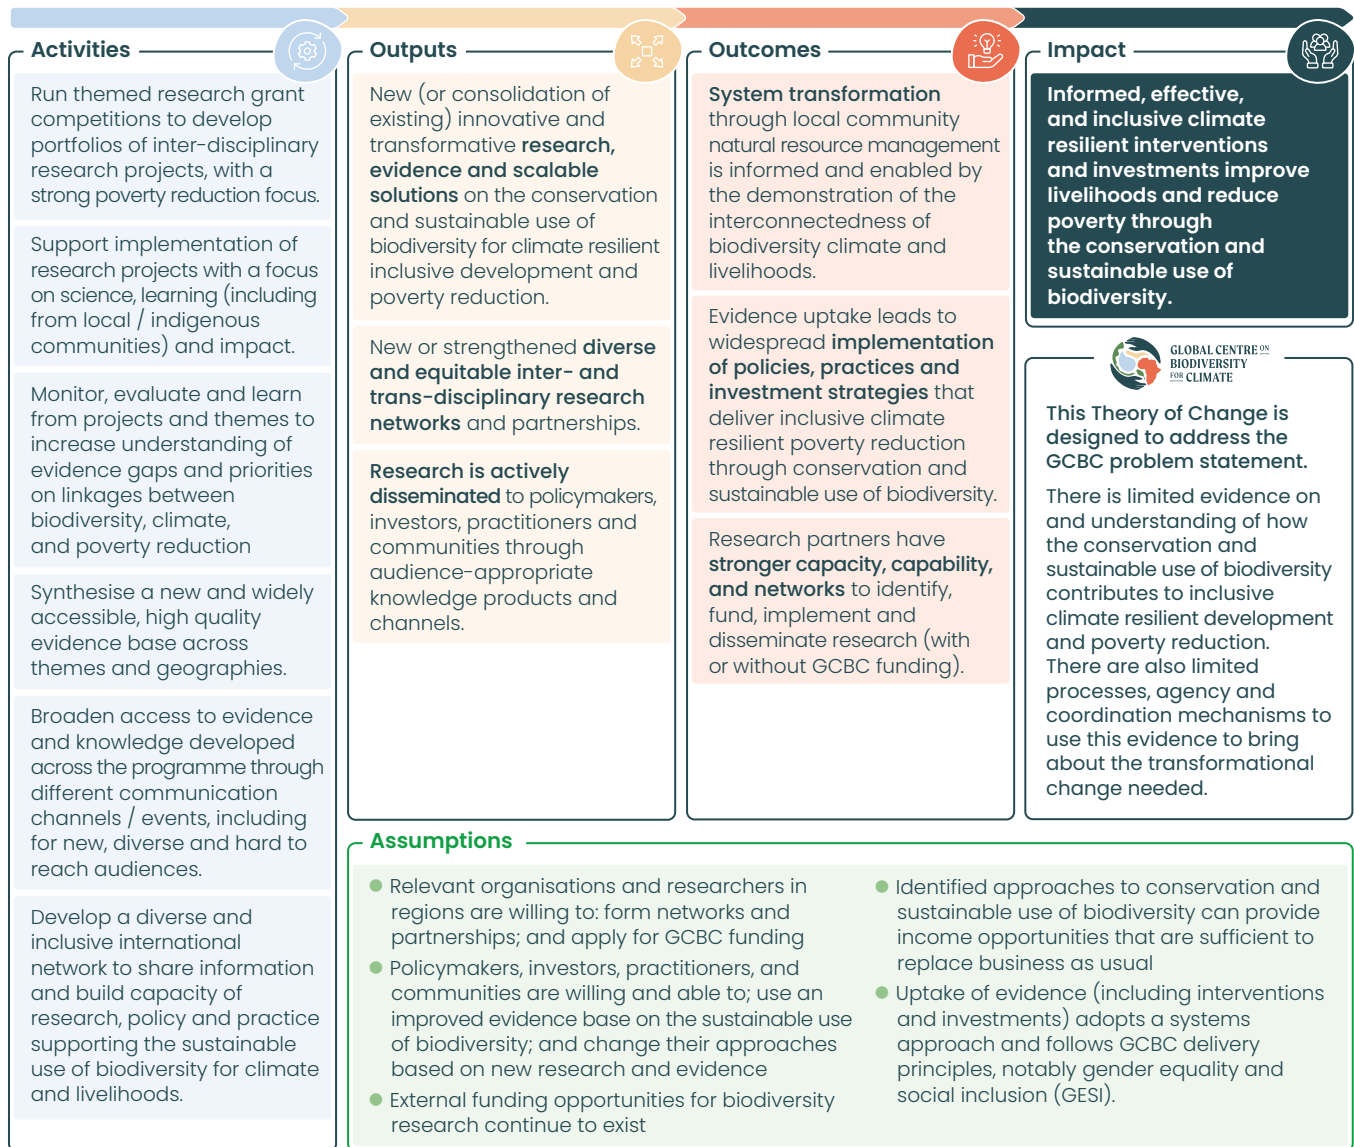 Activities
Run themed research grant
competitions to develop
portfolios of inter-disciplinary
research projects, with a
strong poverty reduction focus.
Support implementation of
research projects with a focus
on science, learning (including
from local / indigenous
communities) and impact.
Monitor, evaluate and learn
from projects and themes to
increase understanding of
evidence gaps and priorities
on linkages between
biodiversity, climate,
and poverty reduction
Synthesise a new and widely
accessible, high quality
evidence base across
themes and geographies.
Broaden access to evidence
and knowledge developed
across the programme through
different communication
channels / events, including
for new, diverse and hard to
reach audiences.
Develop a diverse and
inclusive international
network to share information
and build capacity of
research, policy and practice
supporting the sustainable
use of biodiversity for climate
and livelihoods.
Outputs
New (or consolidation of
existing) innovative and
transformative research,
evidence and scalable
solutions on the conservation
and sustainable use of
biodiversity for climate resilient
inclusive development and
poverty reduction.
New or strengthened diverse
and equitable inter- and
trans-disciplinary research
networks and partnerships.
Research is actively
disseminated to policymakers,
investors, practitioners and
communities through
audience-appropriate
knowledge products and
channels.
Outcomes
System transformation
through local community
natural resource management
is informed and enabled by
the demonstration of the
interconnectedness of
biodiversity climate and
livelihoods.
Evidence uptake leads to
widespread implementation
of policies, practices and
investment strategies that
deliver inclusive climate
resilient poverty reduction
through conservation and
sustainable use of biodiversity.
Research partners have
stronger capacity, capability,
and networks to identify,
fund, implement and
disseminate research (with
or without GCBC funding).
Impact
Informed, effective,
and inclusive climate
resilient interventions
and investments improve
livelihoods and reduce
poverty through
the conservation and
sustainable use of
biodiversity.
GLOBAL CENTRE ON
BIODIVERSITY
FOR CLIMATE
This Theory of Change is
designed to address the
GCBC problem statement.
There is limited evidence on
and understanding of how
the conservation and
sustainable use of biodiversity
contributes to inclusive
climate resilient development
and poverty reduction.
There are also limited
processes, agency and
coordination mechanisms to
use this evidence to bring
about the transformational
change needed.
Assumptions
Relevant organisations and researchers in
regions are willing to: form networks and
partnerships; and apply for GCBC funding
Policymakers, investors, practitioners, and
communities are willing and able to; use an
improved evidence base on the sustainable use
of biodiversity; and change their approaches
based on new research and evidence
External funding opportunities for biodiversity
research continue to exist
Identified approaches to conservation and
sustainable use of biodiversity can provide
income opportunities that are sufficient to
replace business as usual
Uptake of evidence (including interventions
and investments) adopts a systems
approach and follows GCBC delivery
principles, notably gender equality and
social inclusion (GESI).